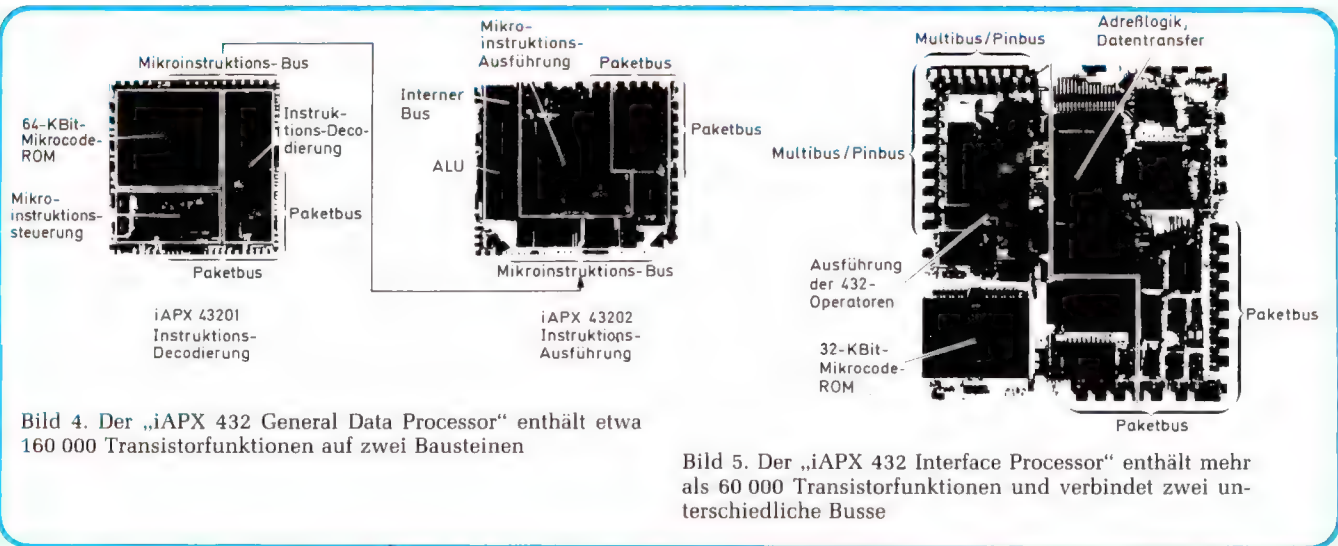 Mikroinstruktions-Bus
64-KBit-
Mikrocode-
ROM
Mikro-
instruktions-
steuerung
Instruk-
tions-Deco-
dierung
Paketbus
Paketbus
iAPX 43201
Instruktions-
Decodierung
Mikro-
instruktions-
Ausführung
Paketbus
Interner
Bus
ALU
Paketbus
Mikroinstruktions-Bus
iAPX 43202
Instruktions-
Ausführung
Bild 4. Der „iAPX 432 General Data Processor“ enthält etwa
160 000 Transistorfunktionen auf zwei Bausteinen
Multibus/Pinbus
Adreßlogik,
Datentransfer
Multibus/Pinbus
Ausführung
der 432-
Operatoren
32-KBit-
Mikrocode-
ROM
Paketbus
Paketbus
Bild 5. Der „iAPX 432 Interface Processor“ enthält mehr
als 60 000 Transistorfunktionen und verbindet zwei un-
terschiedliche Busse